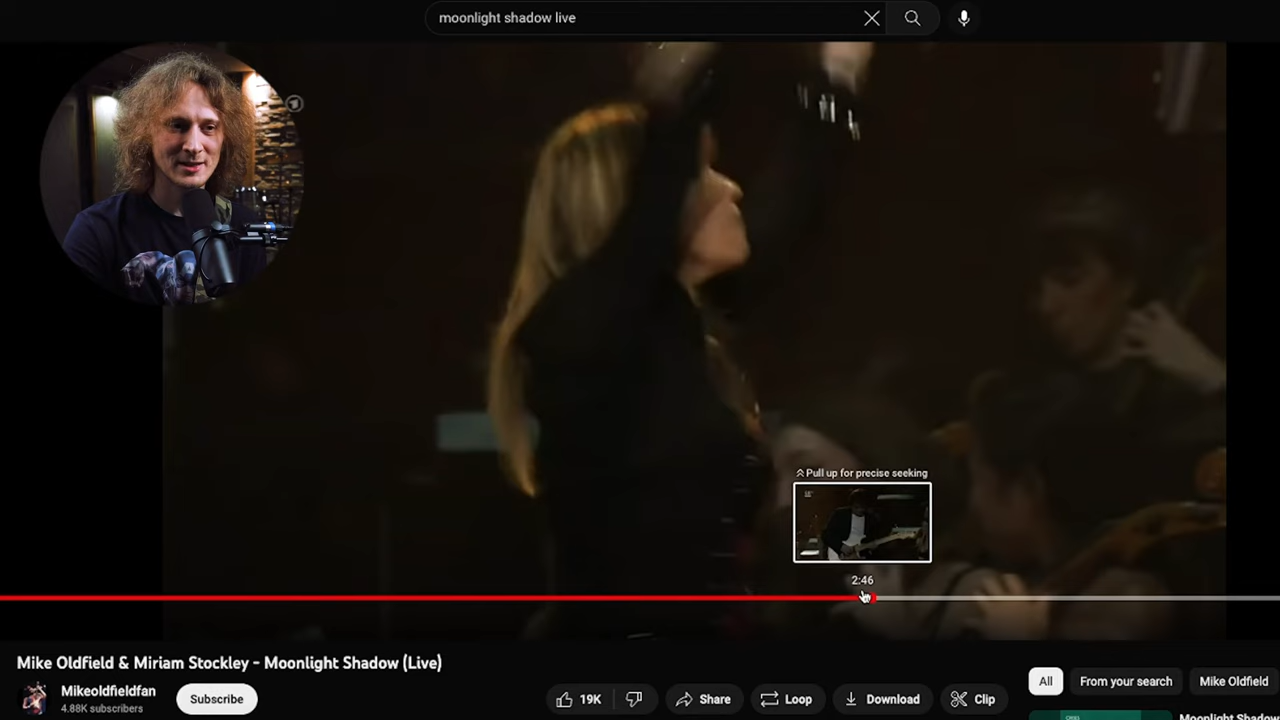 moonlight shadow live
Pull up for precise seeking
2:46
Mike Oldfield & Miriam Stockley - Moonlight Shadow (Live)
Mikeoldfieldfan
4.88K subscribers
Subscribe
19K
Share
Loop
Download
Clip
All
From your search
Mike Oldfield
Moonlight Shadow